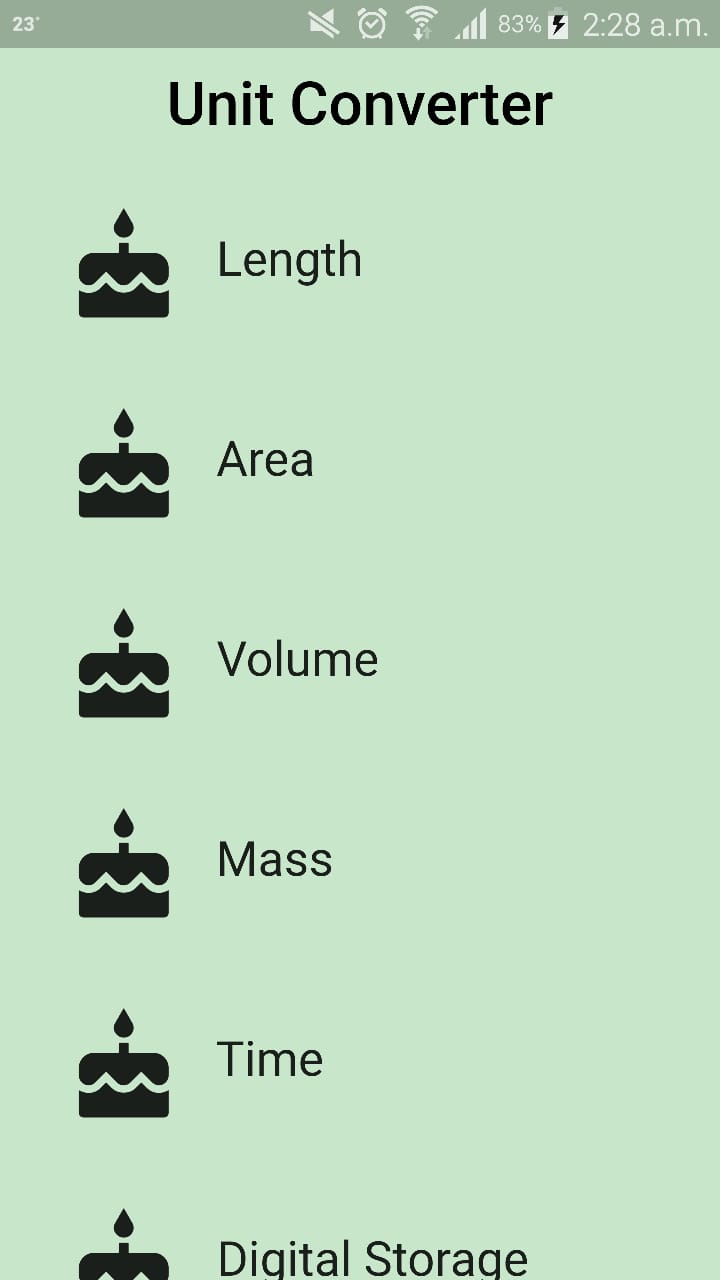 23°
83%
2:28 a.m.
Unit Converter
Length
Area
Volume
Mass
Time
Digital Storage